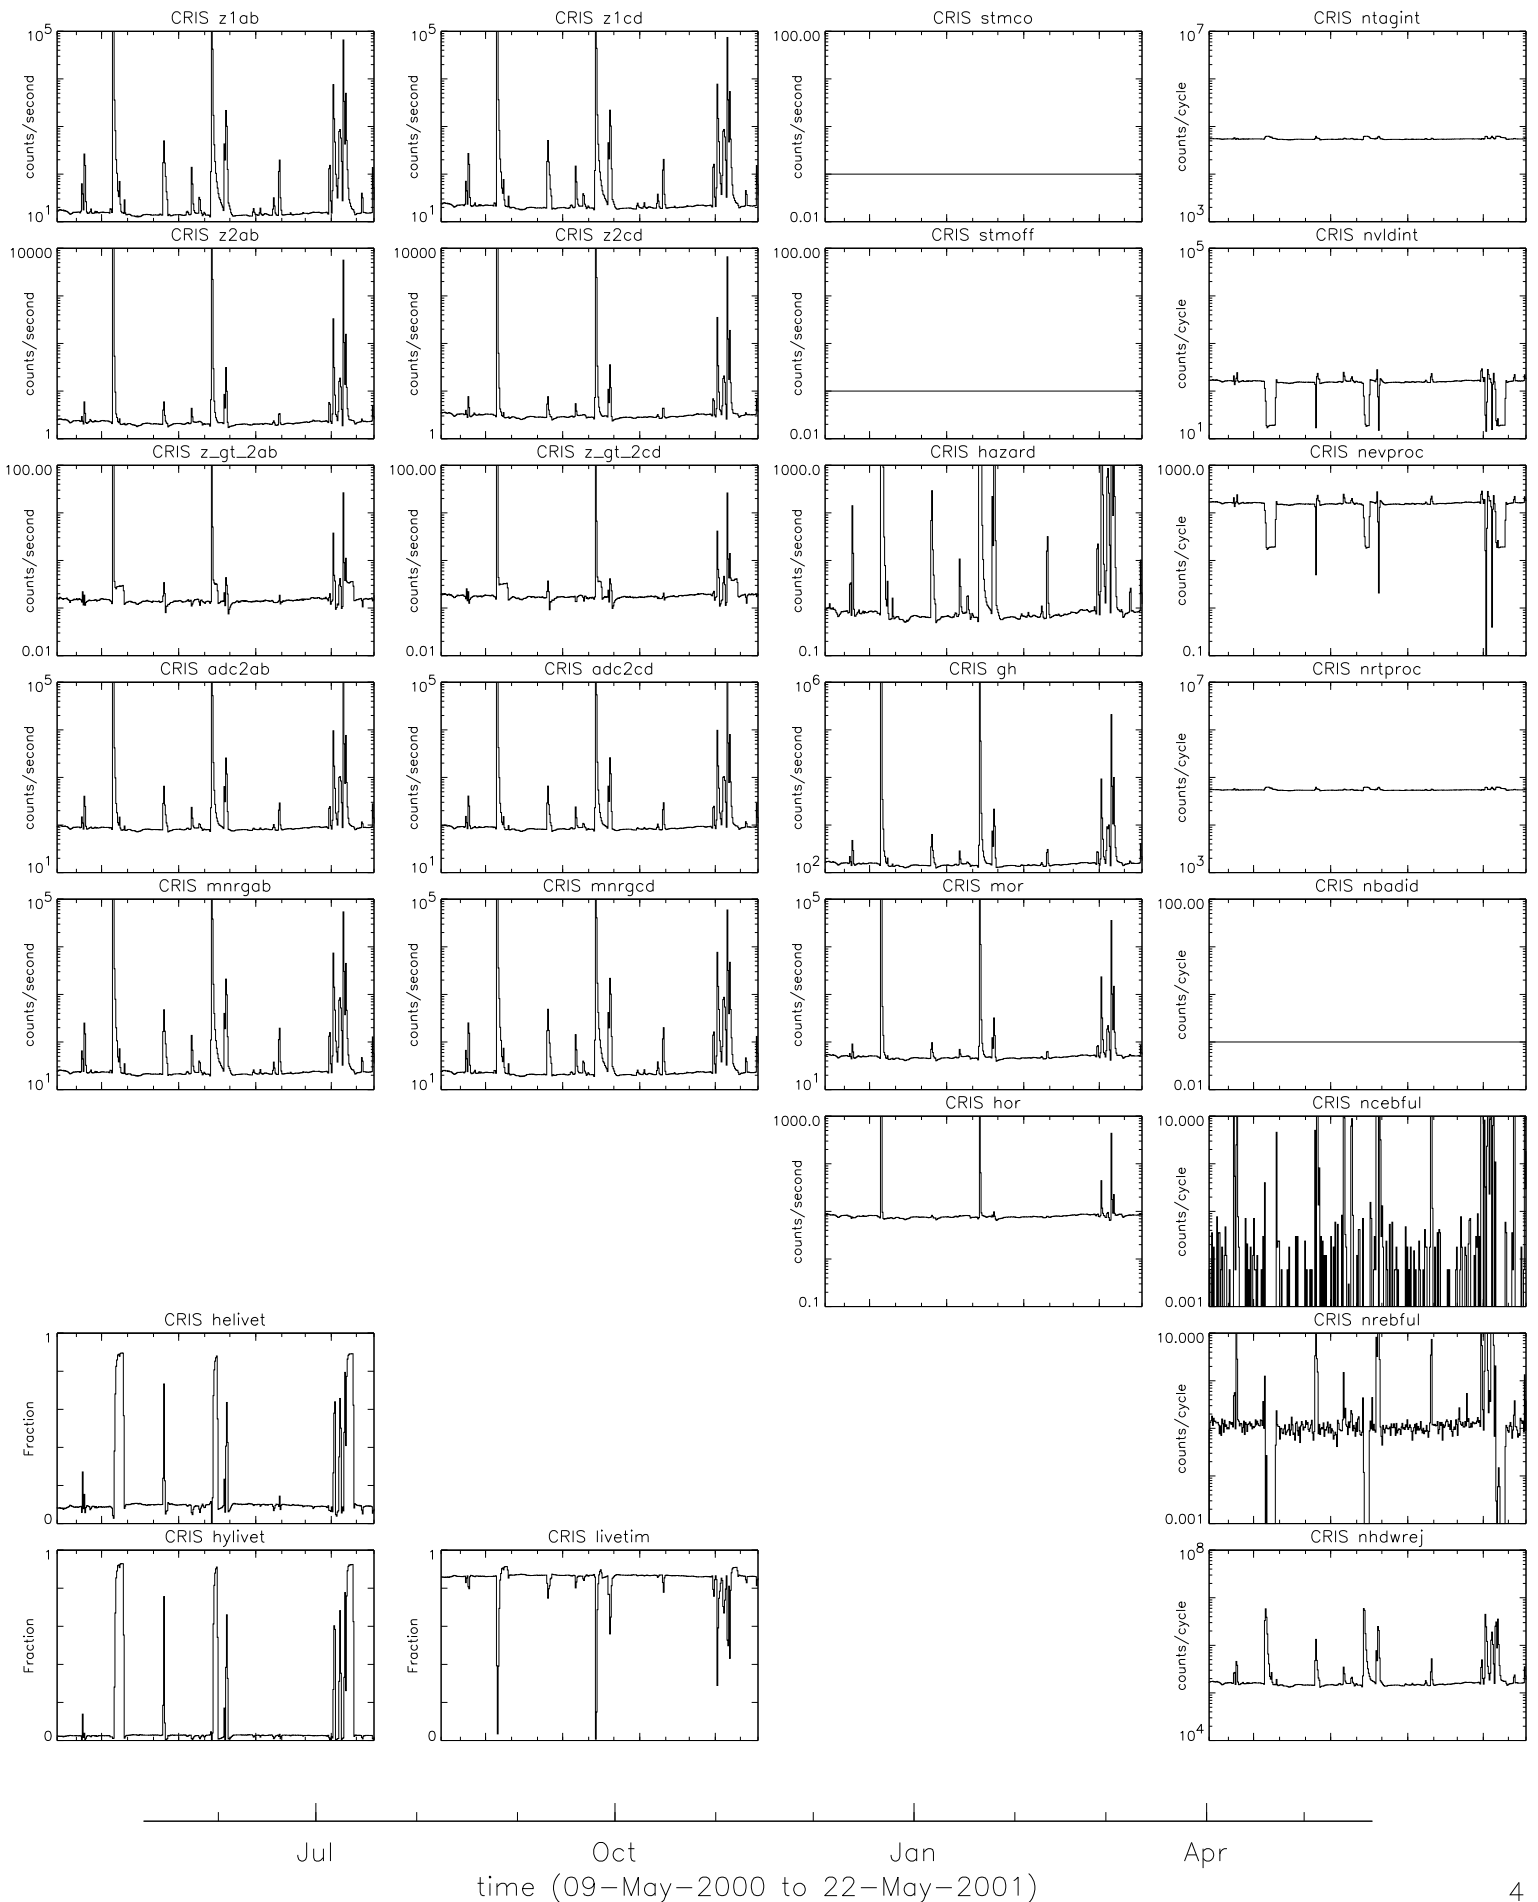 CRIS z1ab
10^5
counts/second
10^1
CRIS z1cd
10^5
counts/second
10^1
CRIS stmco
100.00
counts/second
0.01
CRIS ntagint
10^7
counts/cycle
10^3
CRIS z2ab
10000
counts/second
1
CRIS z2cd
10000
counts/second
1
CRIS stmoff
100.00
counts/second
0.01
CRIS nvldint
10^5
counts/cycle
10^1
CRIS z_gt_2ab
100.00
counts/second
0.01
CRIS z_gt_2cd
100.00
counts/second
0.01
CRIS hazard
1000.0
counts/second
0.1
CRIS nevproc
1000.0
counts/cycle
0.1
CRIS adc2ab
10^5
counts/second
10^1
CRIS adc2cd
10^5
counts/second
10^1
CRIS gh
10^6
counts/second
10^2
CRIS nrtproc
10^7
counts/cycle
10^3
CRIS mnrgab
10^5
counts/second
10^1
CRIS mnrgcd
10^5
counts/second
10^1
CRIS mor
10^5
counts/second
10^1
CRIS nbadid
100.00
counts/cycle
0.01
CRIS hor
1000.0
counts/second
0.1
CRIS ncebful
10.000
counts/cycle
0.001
CRIS helivet
1
Fraction
0
CRIS nrebful
10.000
counts/cycle
0.001
CRIS hylivet
1
Fraction
0
CRIS livetim
1
Fraction
0
CRIS nhdwrej
10^8
counts/cycle
10^4
Jul Oct Jan Apr
time (09-May-2000 to 22-May-2001)
4